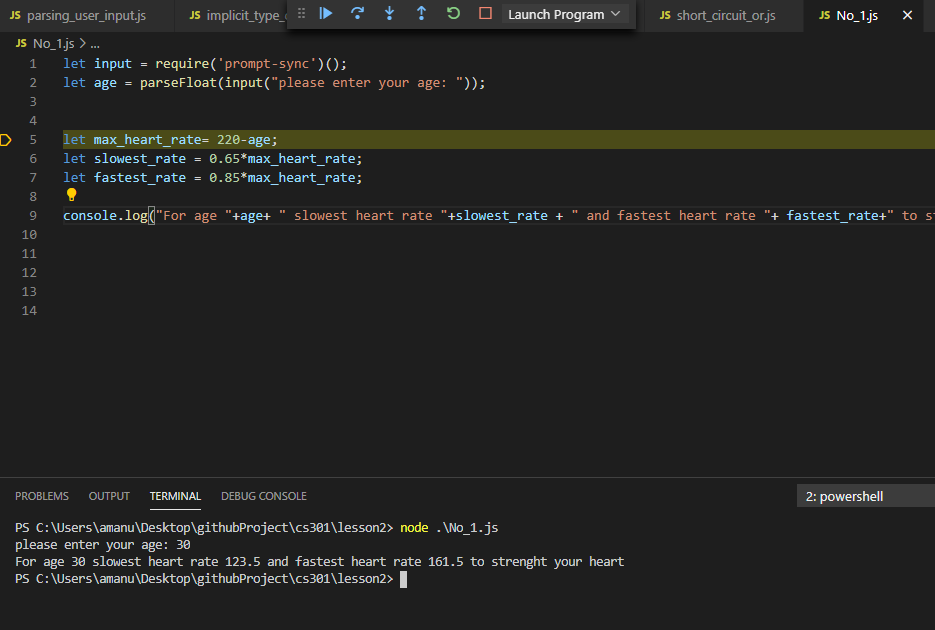 JS parsing_user_input.js JS implicit_type_ Launch Program JS short_circuit_or.js JS No_1.js
JS No_1.js > ...
1 let input = require('prompt-sync')();
2 let age = parseFloat(input("please enter your age: "));
3
4
5 let max_heart_rate= 220-age;
6 let slowest_rate = 0.65*max_heart_rate;
7 let fastest_rate = 0.85*max_heart_rate;
8
9 console.log("For age "+age+ " slowest heart rate "+slowest_rate + " and fastest heart rate "+ fastest_rate+" to s
10
11
12
13
14
PROBLEMS OUTPUT TERMINAL DEBUG CONSOLE 2: powershell
PS C:\Users\amanu\Desktop\githubProject\cs301\lesson2> node .\No_1.js
please enter your age: 30
For age 30 slowest heart rate 123.5 and fastest heart rate 161.5 to strenght your heart
PS C:\Users\amanu\Desktop\githubProject\cs301\lesson2>